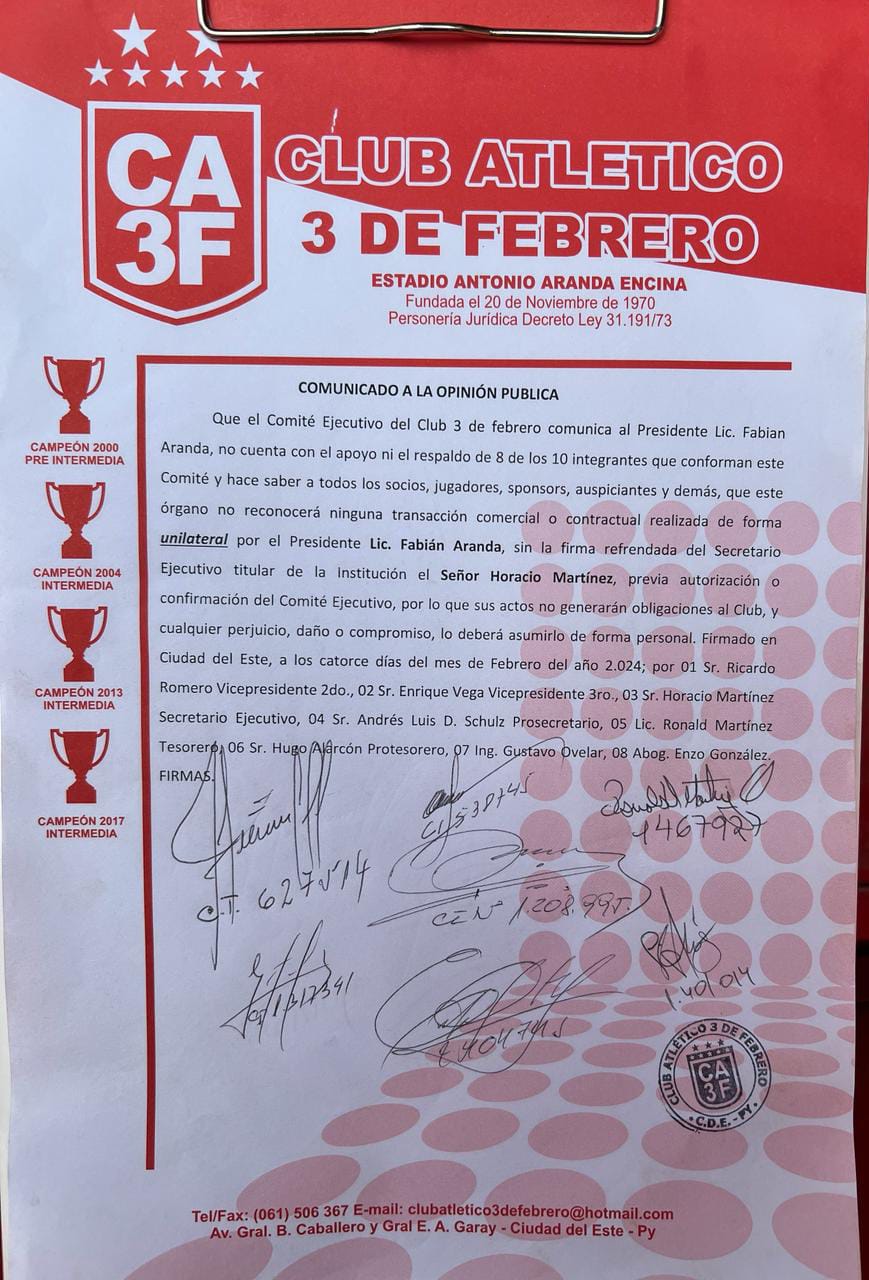 CA
3F
CLUB ATLETICO
3 DE FEBRERO
ESTADIO ANTONIO ARANDA ENCINA
Fundada el 20 de Noviembre de 1970
Personería Jurídica Decreto Ley 31.191/73
CAMPEÓN 2000
PRE INTERMEDIA
CAMPEÓN 2004
INTERMEDIA
CAMPEÓN 2013
INTERMEDIA
CAMPEÓN 2017
INTERMEDIA
COMUNICADO A LA OPINIÓN PUBLICA
Que el Comité Ejecutivo del Club 3 de febrero comunica al Presidente Lic. Fabian
Aranda, no cuenta con el apoyo ni el respaldo de 8 de los 10 integrantes que conforman este
Comité y hace saber a todos los socios, jugadores, sponsors, auspiciantes y demás, que este
órgano no reconocerá ninguna transacción comercial o contractual realizada de forma
unilateral por el Presidente Lic. Fabián Aranda, sin la firma refrendada del Secretario
Ejecutivo titular de la Institución el Señor Horacio Martínez, previa autorización o
confirmación del Comité Ejecutivo, por lo que sus actos no generarán obligaciones al Club, y
cualquier perjuicio, daño o compromiso, lo deberá asumirlo de forma personal. Firmado en
Ciudad del Este, a los catorce días del mes de Febrero del año 2.024; por 01 Sr. Ricardo
Romero Vicepresidente 2do., 02 Sr. Enrique Vega Vicepresidente 3ro., 03 Sr. Horacio Martínez
Secretario Ejecutivo, 04 Sr. Andrés Luis D. Schulz Prosecretario, 05 Lic. Ronald Martínez
Tesorero, 06 Sr. Hugo Alarcón Protesorero, 07 Ing. Gustavo Ovelar, 08 Abog. Enzo González.
FIRMAS.
1467927
CLUB ATLÉTICO 3 DE FEBRERO
CA
3F
C.D.E. - PY
Tel/Fax: (061) 506 367 E-mail: clubatletico3defebrero@hotmail.com
Av. Gral. B. Caballero y Gral E. A. Garay - Ciudad del Este - Py